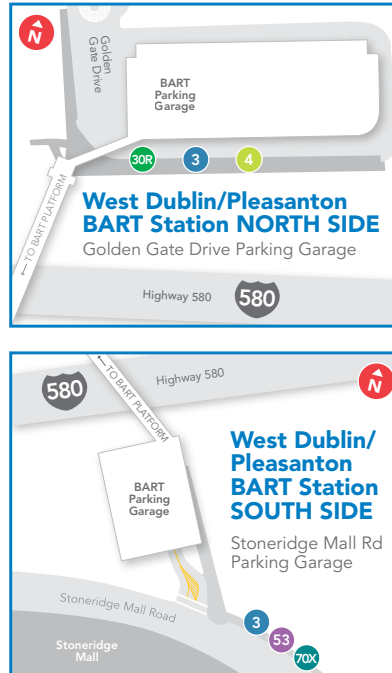 N
Golden
Gate Drive
BART
Parking
Garage
30R
3
4
← TO BART PLATFORM
West Dublin/Pleasanton
BART Station NORTH SIDE
Golden Gate Drive Parking Garage
Highway 580
580
580
Highway 580
N
← TO BART PLATFORM
West Dublin/
Pleasanton
BART Station
SOUTH SIDE
BART
Parking
Garage
Stoneridge Mall Rd
Parking Garage
Stoneridge Mall Road
3
53
70X
Stoneridge
Mall